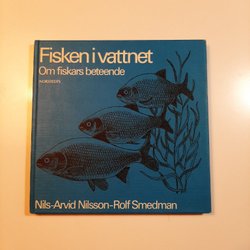 Fisken i vattnet
Om fiskars beteende
NORSTEDTS
Nils-Arvid Nilsson-Rolf Smedman